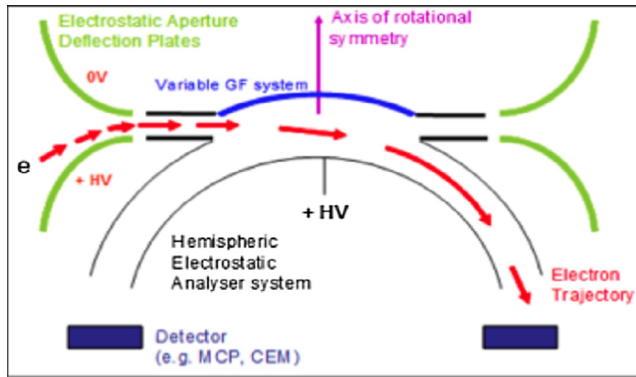 Electrostatic Aperture
Deflection Plates
Axis of rotational
symmetry
0V
Variable GF system
e
+ HV
+ HV
Hemispheric
Electrostatic
Analyser system
Electron
Trajectory
Detector
(e.g. MCP, CEM)